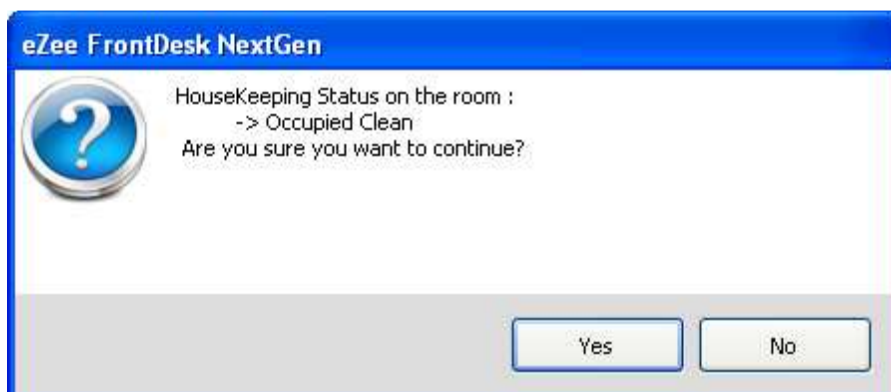 eZee FrontDesk NextGen
HouseKeeping Status on the room :
-> Occupied Clean
Are you sure you want to continue?
Yes
No